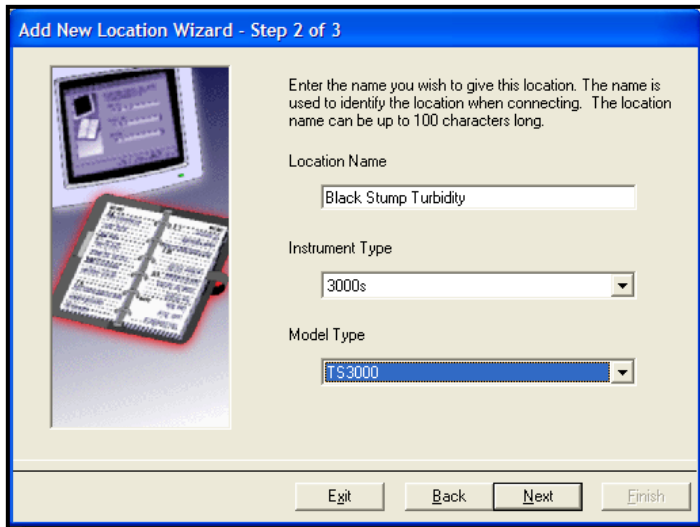 Add New Location Wizard - Step 2 of 3
Enter the name you wish to give this location. The name is
used to identify the location when connecting. The location
name can be up to 100 characters long.
Location Name
Black Stump Turbidity
Instrument Type
3000s
Model Type
TS3000
Exit
Back
Next
Finish